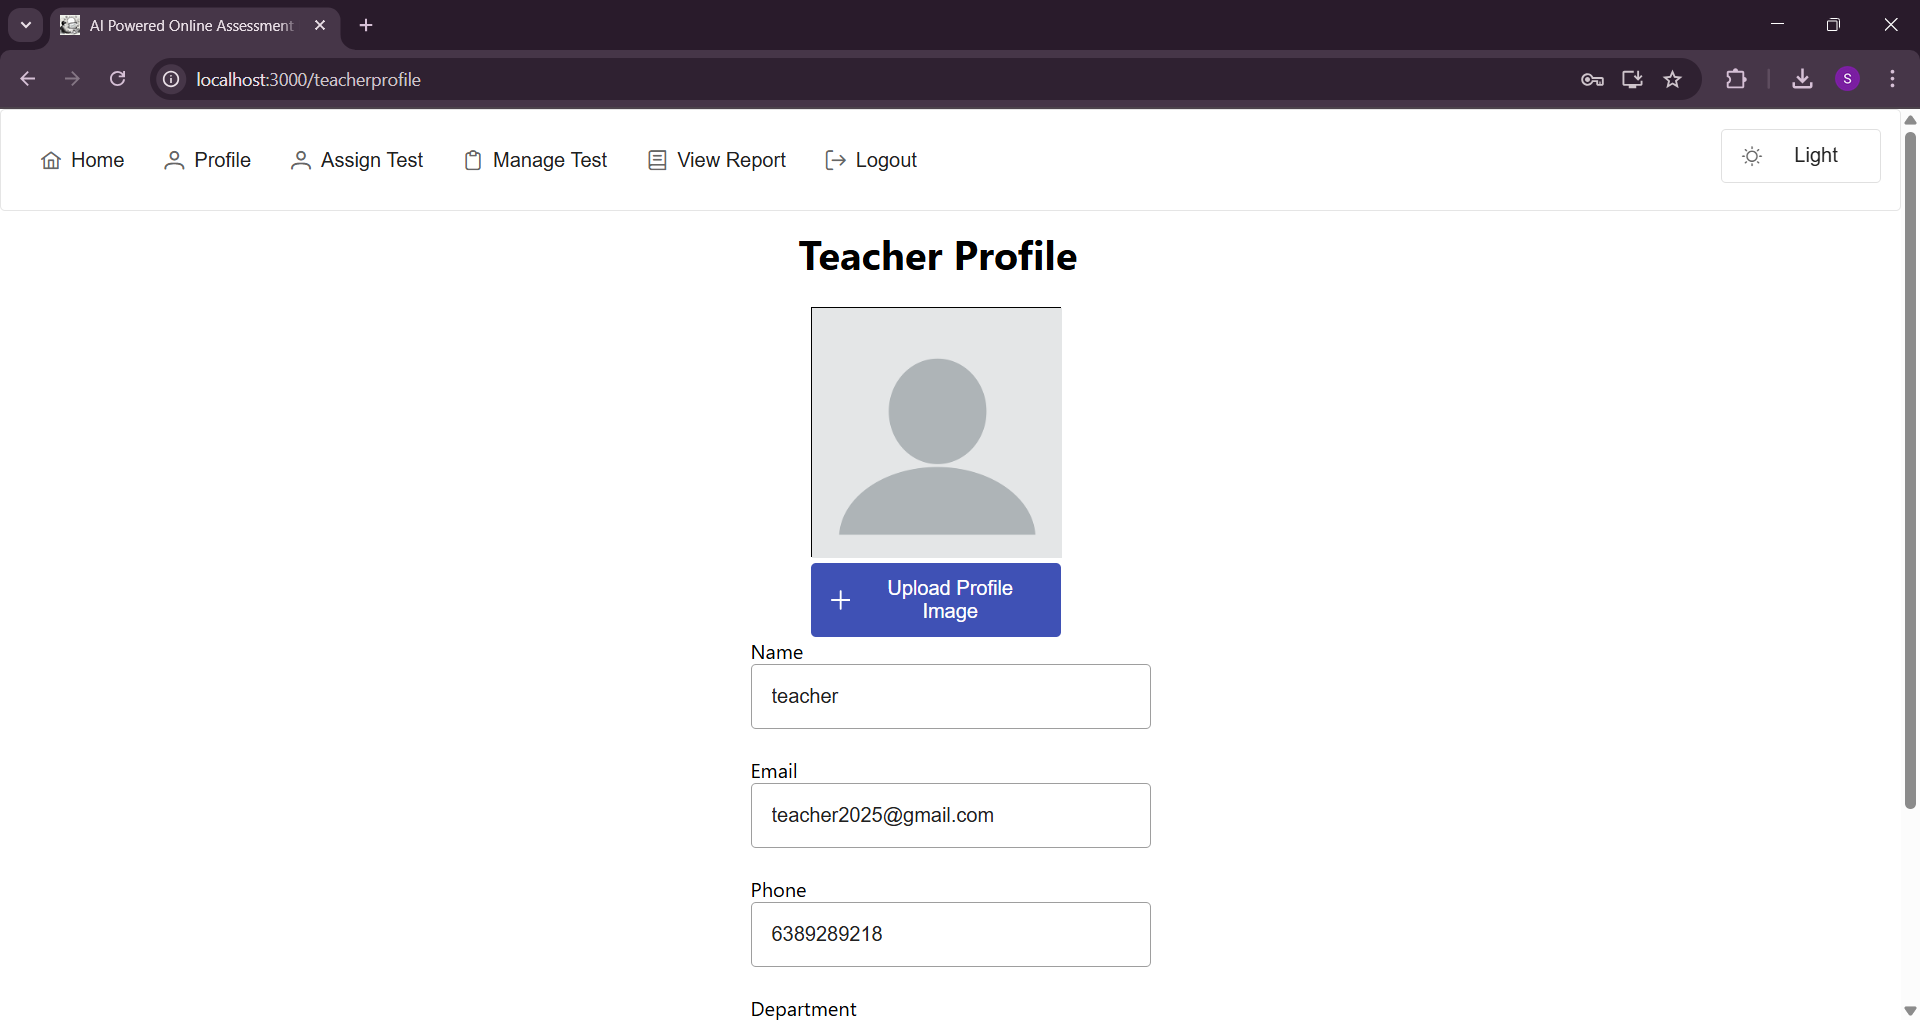 AI Powered Online Assessment
localhost:3000/teacherprofile
S
Home
Profile
Assign Test
Manage Test
View Report
Logout
Light
Teacher Profile
Upload Profile
Image
Name
teacher
Email
teacher2025@gmail.com
Phone
6389289218
Department